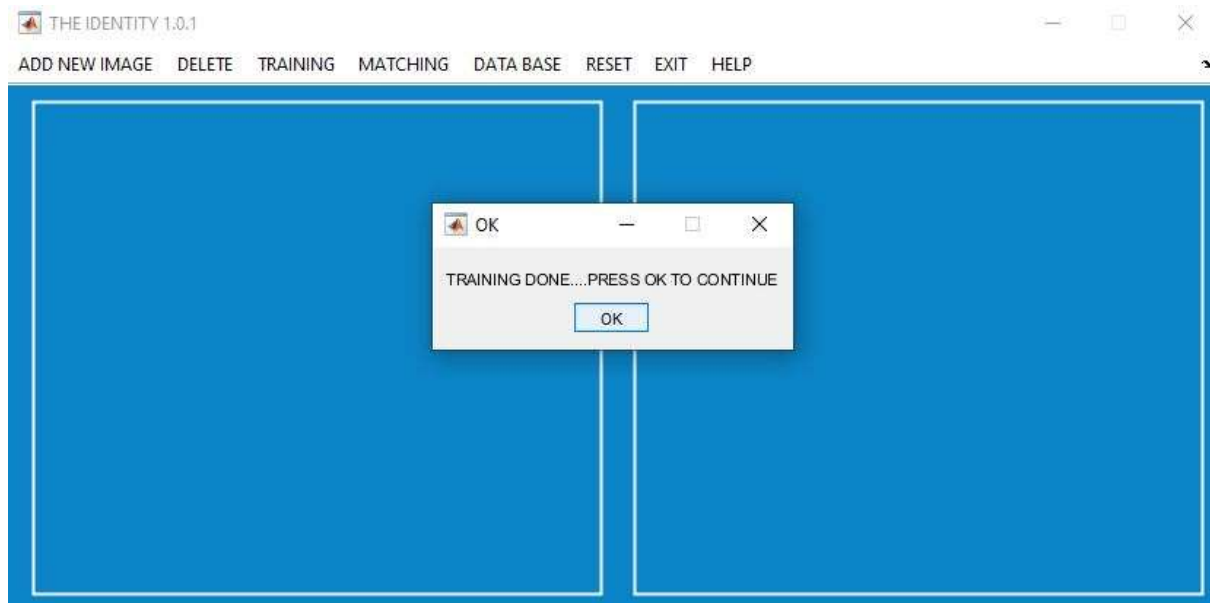 THE IDENTITY 1.0.1
ADD NEW IMAGE DELETE TRAINING MATCHING DATA BASE RESET EXIT HELP
OK
TRAINING DONE....PRESS OK TO CONTINUE
OK